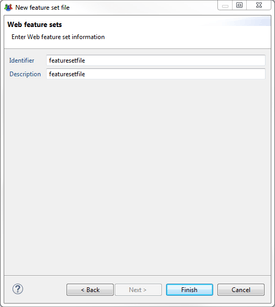 New feature set file
Web feature sets
Enter Web feature set information
Identifier featuresetfile
Description featuresetfile
? < Back Next > Finish Cancel